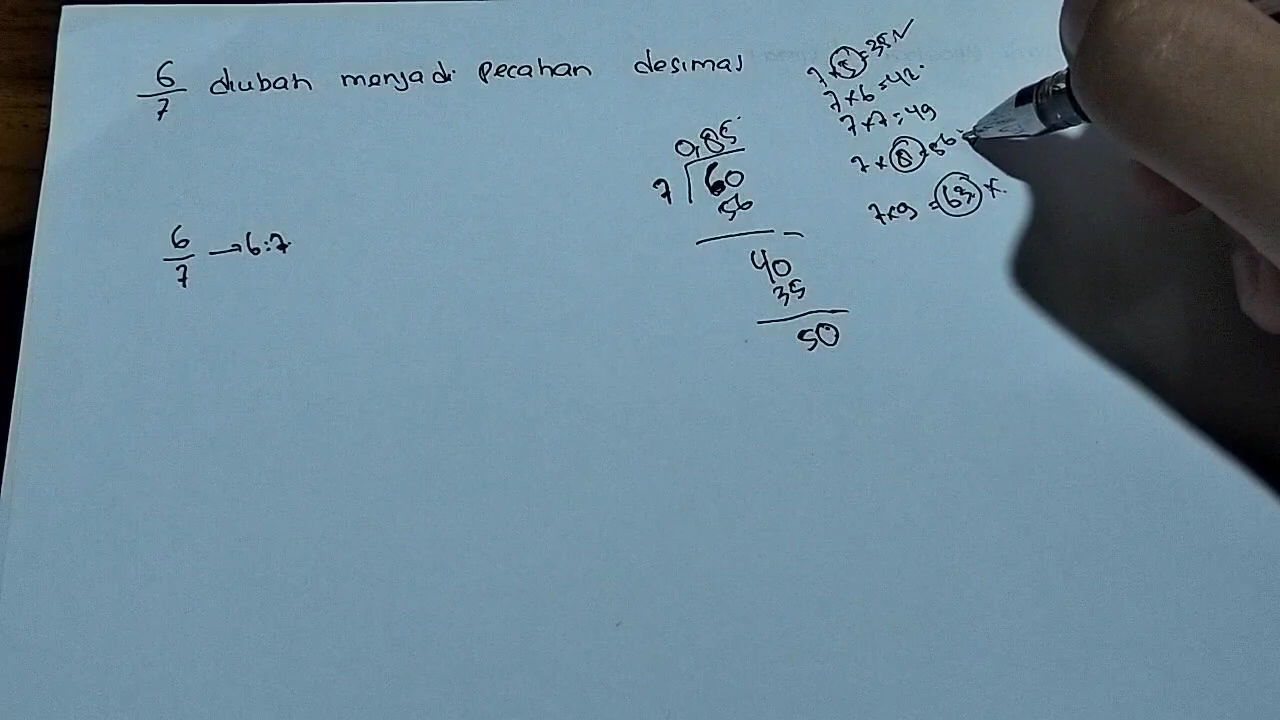 6/7 diubah menjadi pecahan desimal
6/7 → 6:7
0,85
7 60
56
40
35
50
7 × 5 = 35 ✓
7 × 6 = 42
7 × 7 = 49
7 × 8 = 56
7 × 9 = 63 ×